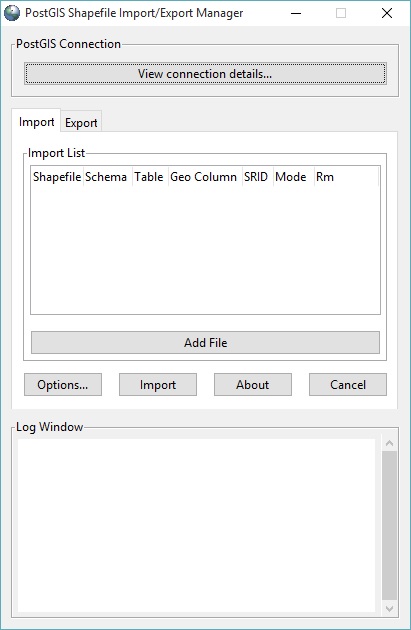 PostGIS Shapefile Import/Export Manager
PostGIS Connection
View connection details...
Import Export
Import List
Shapefile Schema Table Geo Column SRID Mode Rm
Add File
Options... Import About Cancel
Log Window